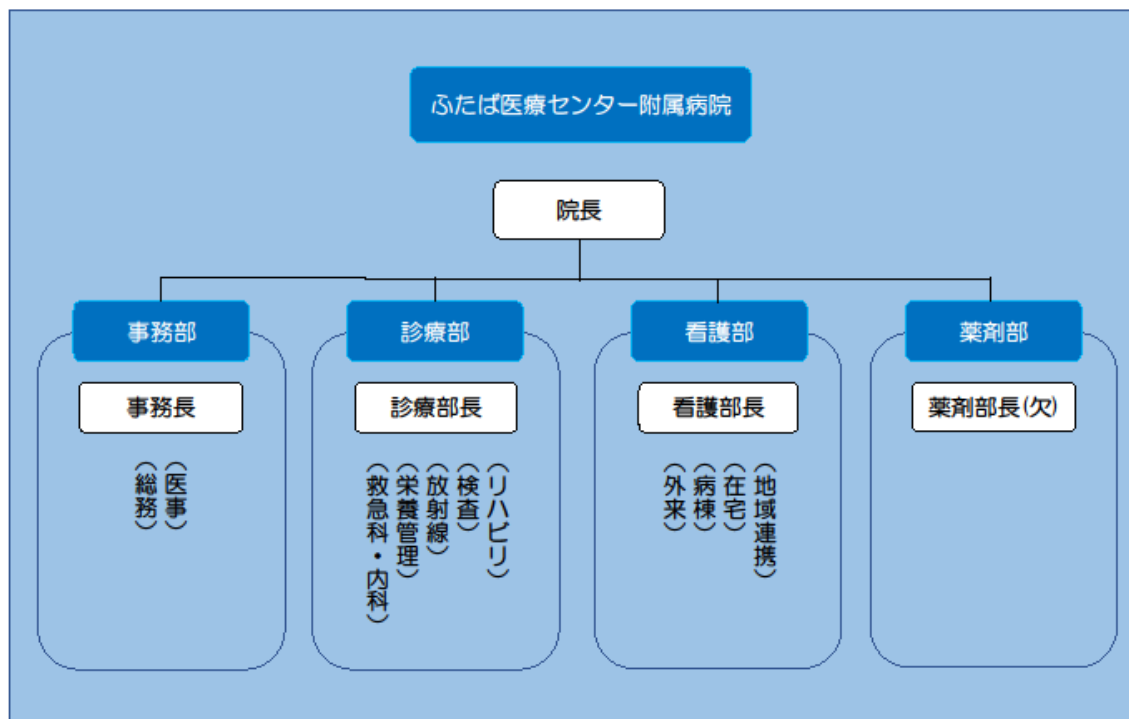 ふたば医療センター附属病院
院長
事務部
診療部
看護部
薬剤部
事務長
診療部長
看護部長
薬剤部長(欠)
（総務）
（医事）
（救急科・内科）
（栄養管理）
（放射線）
（検査）
（リハビリ）
（外来）
（病棟）
（在宅）
（地域連携）